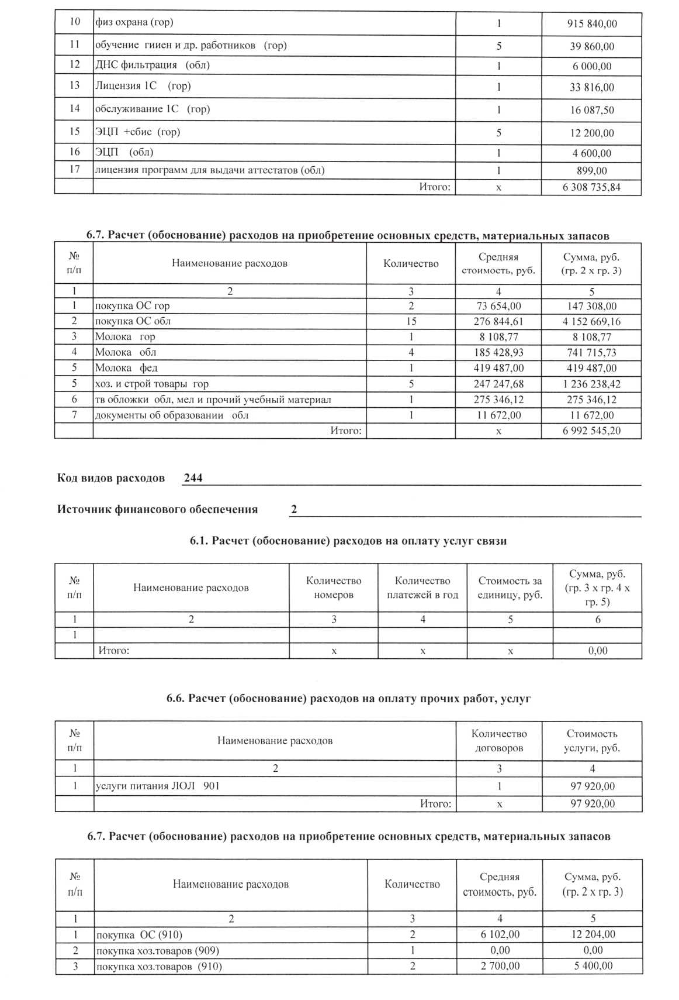 10 физ охрана (гор) 1 915 840,00
11 обучение гииен и др. работников (гор) 5 39 860,00
12 ДНС фильтрация (обл) 1 6 000,00
13 Лицензия 1С (гор) 1 33 816,00
14 обслуживание 1С (гор) 1 16 087,50
15 ЭЦП +сбис (гор) 5 12 200,00
16 ЭЦП (обл) 1 4 600,00
17 лицензия программ для выдачи аттестатов (обл) 1 899,00
Итого: х 6 308 735,84
6.7. Расчет (обоснование) расходов на приобретение основных средств, материальных запасов
№ п/п Наименование расходов Количество Средняя стоимость, руб. Сумма, руб. (гр. 2 х гр. 3)
1 2 3 4 5
1 покупка ОС гор 2 73 654,00 147 308,00
2 покупка ОС обл 15 276 844,61 4 152 669,16
3 Молока гор 1 8 108,77 8 108,77
4 Молока обл 4 185 428,93 741 715,73
5 Молока фед 1 419 487,00 419 487,00
5 хоз. и строй товары гор 5 247 247,68 1 236 238,42
6 тв обложки обл, мел и прочий учебный материал 1 275 346,12 275 346,12
7 документы об образовании обл 1 11 672,00 11 672,00
Итого: х 6 992 545,20
Код видов расходов 244
Источник финансового обеспечения 2
6.1. Расчет (обоснование) расходов на оплату услуг связи
№ п/п Наименование расходов Количество номеров Количество платежей в год Стоимость за единицу, руб. Сумма, руб. (гр. 3 х гр. 4 х гр. 5)
1 2 3 4 5 6
1
Итого: х х х 0,00
6.6. Расчет (обоснование) расходов на оплату прочих работ, услуг
№ п/п Наименование расходов Количество договоров Стоимость услуги, руб.
1 2 3 4
1 услуги питания ЛОЛ 901 1 97 920,00
Итого: х 97 920,00
6.7. Расчет (обоснование) расходов на приобретение основных средств, материальных запасов
№ п/п Наименование расходов Количество Средняя стоимость, руб. Сумма, руб. (гр. 2 х гр. 3)
1 2 3 4 5
1 покупка ОС (910) 2 6 102,00 12 204,00
2 покупка хоз.товаров (909) 1 0,00 0,00
3 покупка хоз.товаров (910) 2 2 700,00 5 400,00